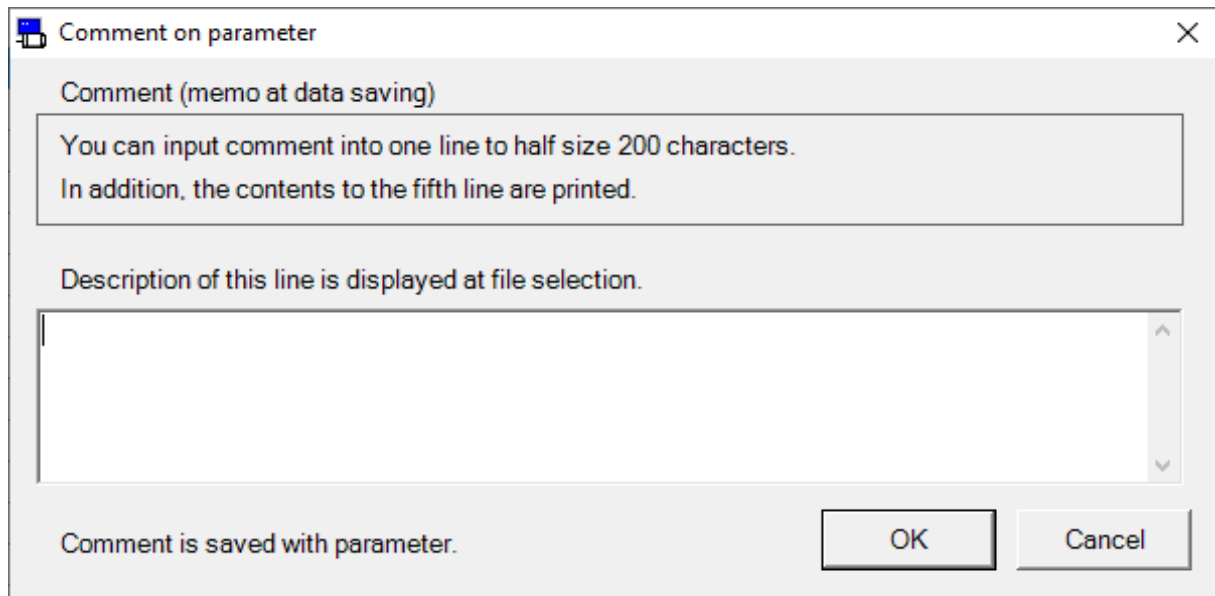 Comment on parameter
Comment (memo at data saving)
You can input comment into one line to half size 200 characters.
In addition, the contents to the fifth line are printed.
Description of this line is displayed at file selection.
Comment is saved with parameter.
OK
Cancel